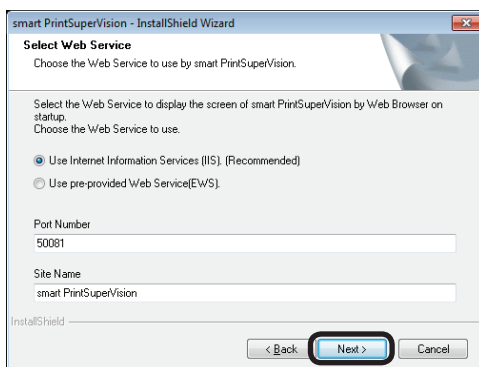 smart PrintSuperVision - InstallShield Wizard
Select Web Service
Choose the Web Service to use by smart PrintSuperVision.
Select the Web Service to display the screen of smart PrintSuperVision by Web Browser on
startup.
Choose the Web Service to use.
Use Internet Information Services (IIS). (Recommended)
Use pre-provided Web Service(EWS).
Port Number
50081
Site Name
smart PrintSuperVision
InstallShield
< Back Next > Cancel